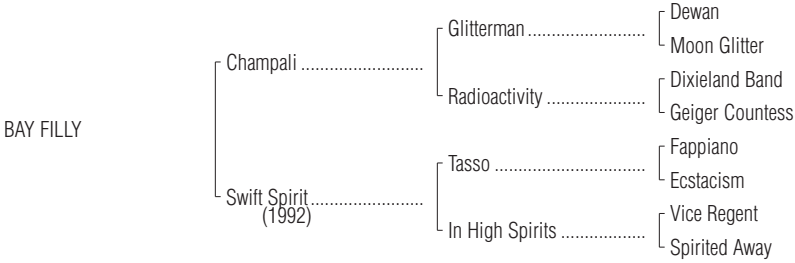 Dewan
Glitterman ..........................
Moon Glitter
Champali ...........................
Dixieland Band
Radioactivity ......................
Geiger Countess
BAY FILLY
Fappiano
Tasso .................................
Ecstacism
Swift Spirit.........................
(1992)
Vice Regent
In High Spirits ...................
Spirited Away